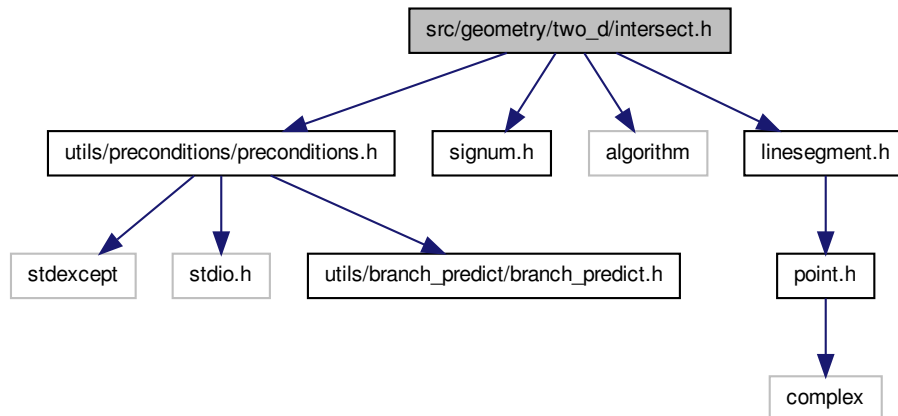 src/geometry/two_d/intersect.h
utils/preconditions/preconditions.h
signum.h
algorithm
linesegment.h
stdexcept
stdio.h
utils/branch_predict/branch_predict.h
point.h
complex